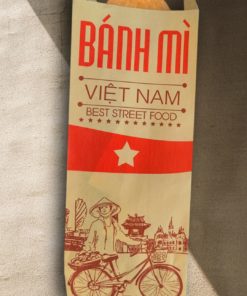 BÁNH MÌ
VIỆT NAM
BEST STREET FOOD